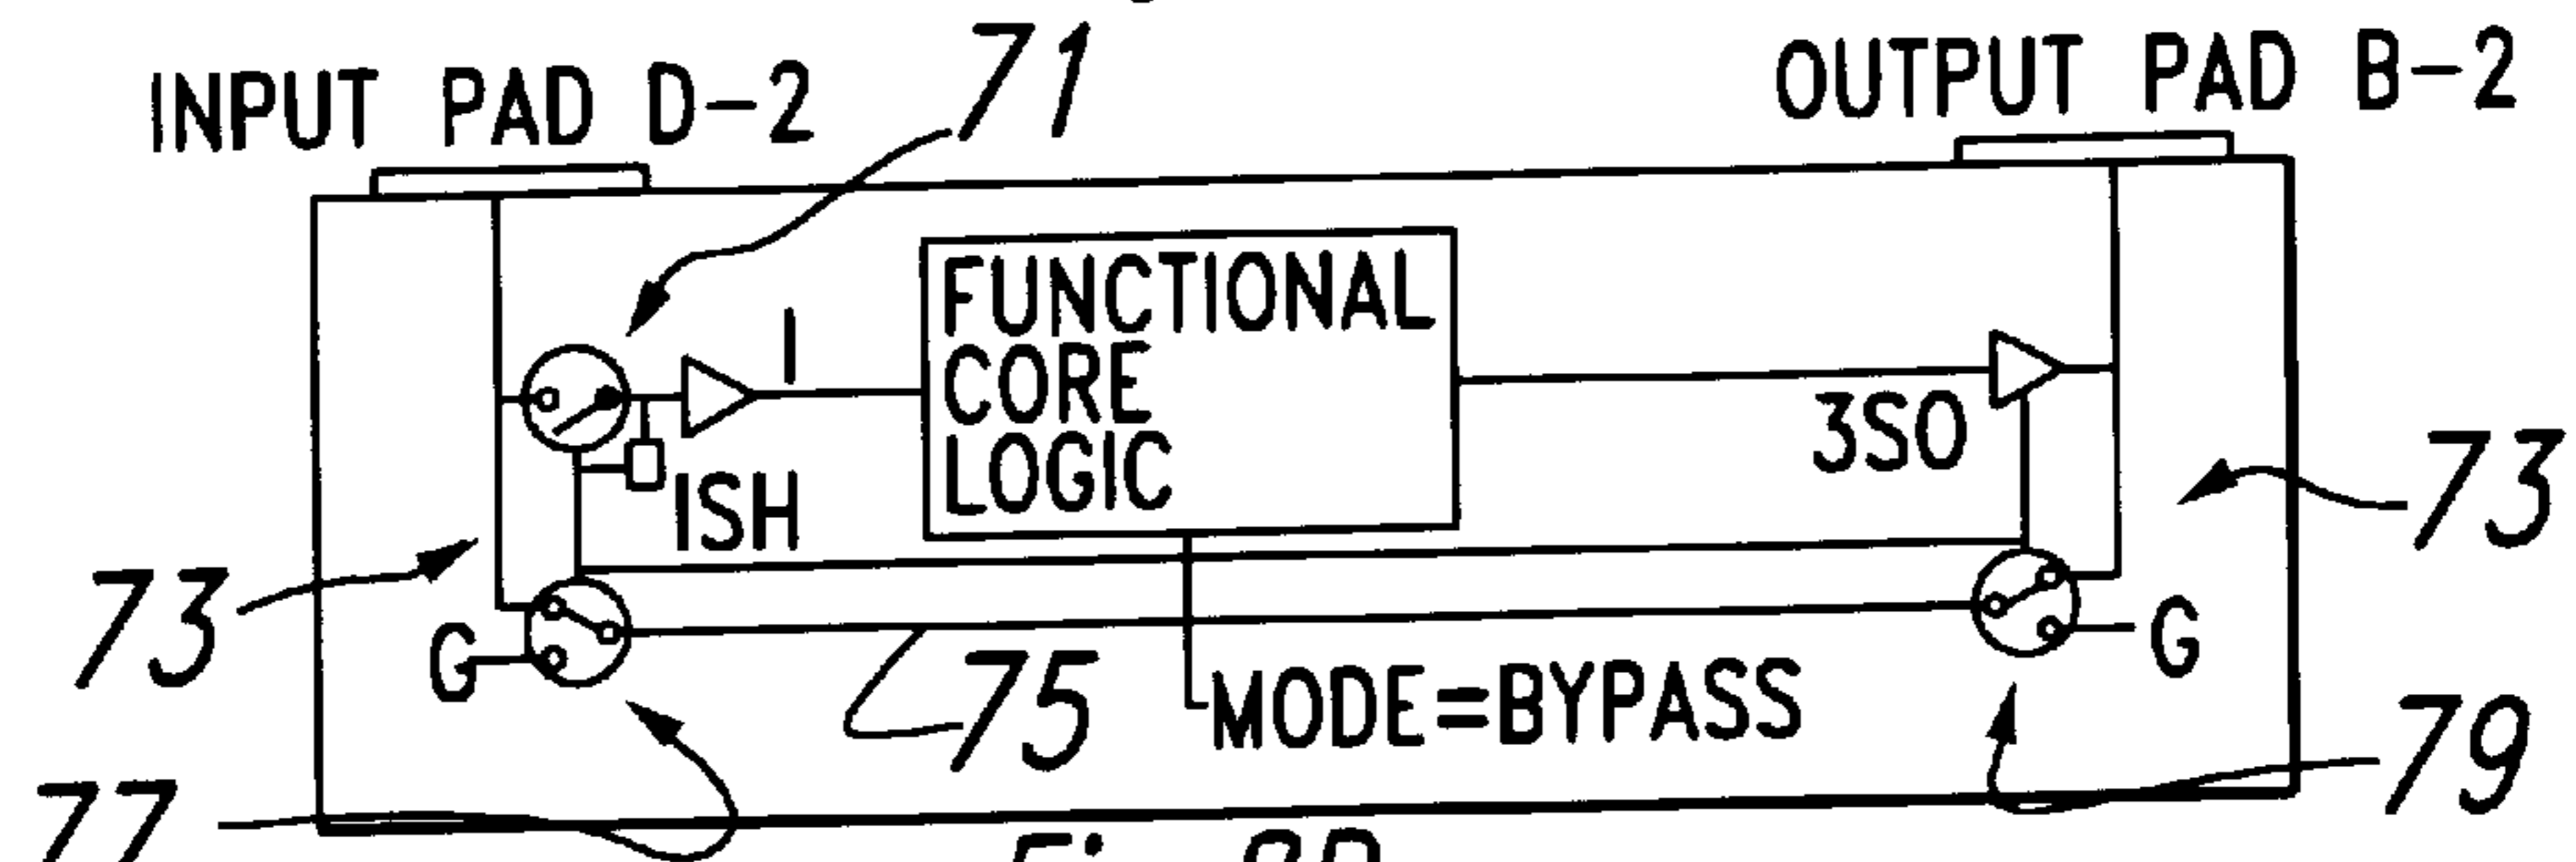 71
INPUT PAD D-2
OUTPUT PAD B-2
I
FUNCTIONAL
CORE
LOGIC
3SO
ISH
73
73
G
G
75
MODE=BYPASS
79
77